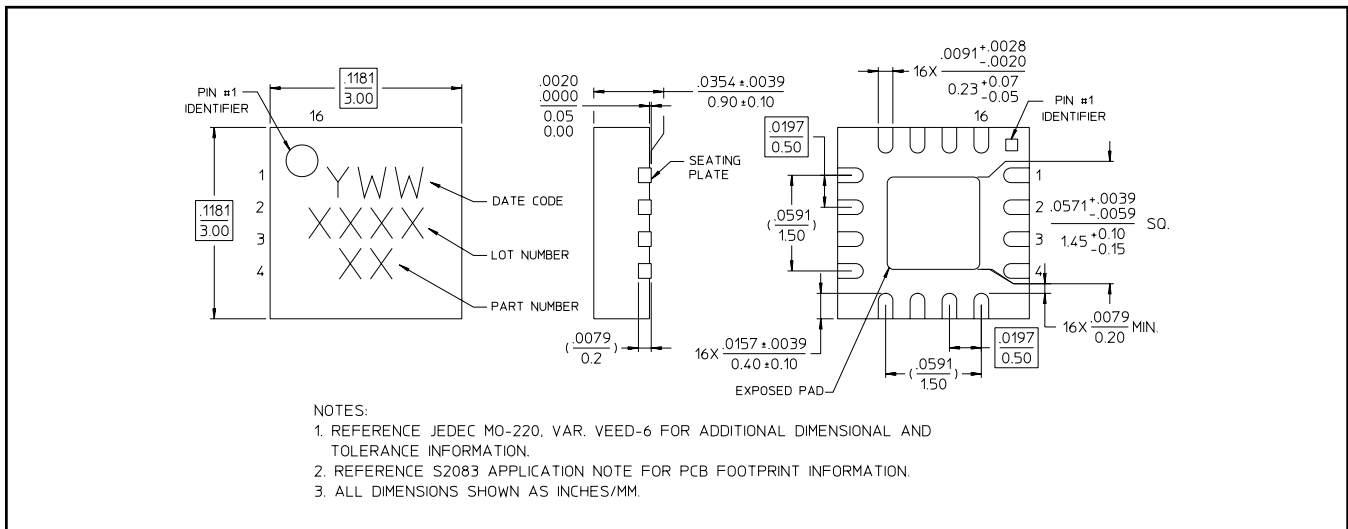 .1181
3.00
PIN #1
IDENTIFIER
16
1
2
3
4
.1181
3.00
Y W W
X X X X
X X
DATE CODE
LOT NUMBER
PART NUMBER
.0020
.0000
0.05
0.00
.0354 ±.0039
0.90 ±0.10
SEATING
PLATE
( .0079 )
0.2
16X .0091 +.0028
-.0020
0.23 +0.07
-0.05
16
PIN #1
IDENTIFIER
.0197
0.50
( .0591 )
1.50
1
2
3
4
.0571 +.0039
-.0059
1.45 +0.10
-0.15
SQ.
16X .0157 ±.0039
0.40 ±0.10
16X .0079 MIN.
0.20
.0197
0.50
( .0591 )
1.50
EXPOSED PAD
NOTES:
1. REFERENCE JEDEC MO-220, VAR. VEED-6 FOR ADDITIONAL DIMENSIONAL AND
TOLERANCE INFORMATION.
2. REFERENCE S2083 APPLICATION NOTE FOR PCB FOOTPRINT INFORMATION.
3. ALL DIMENSIONS SHOWN AS INCHES/MM.